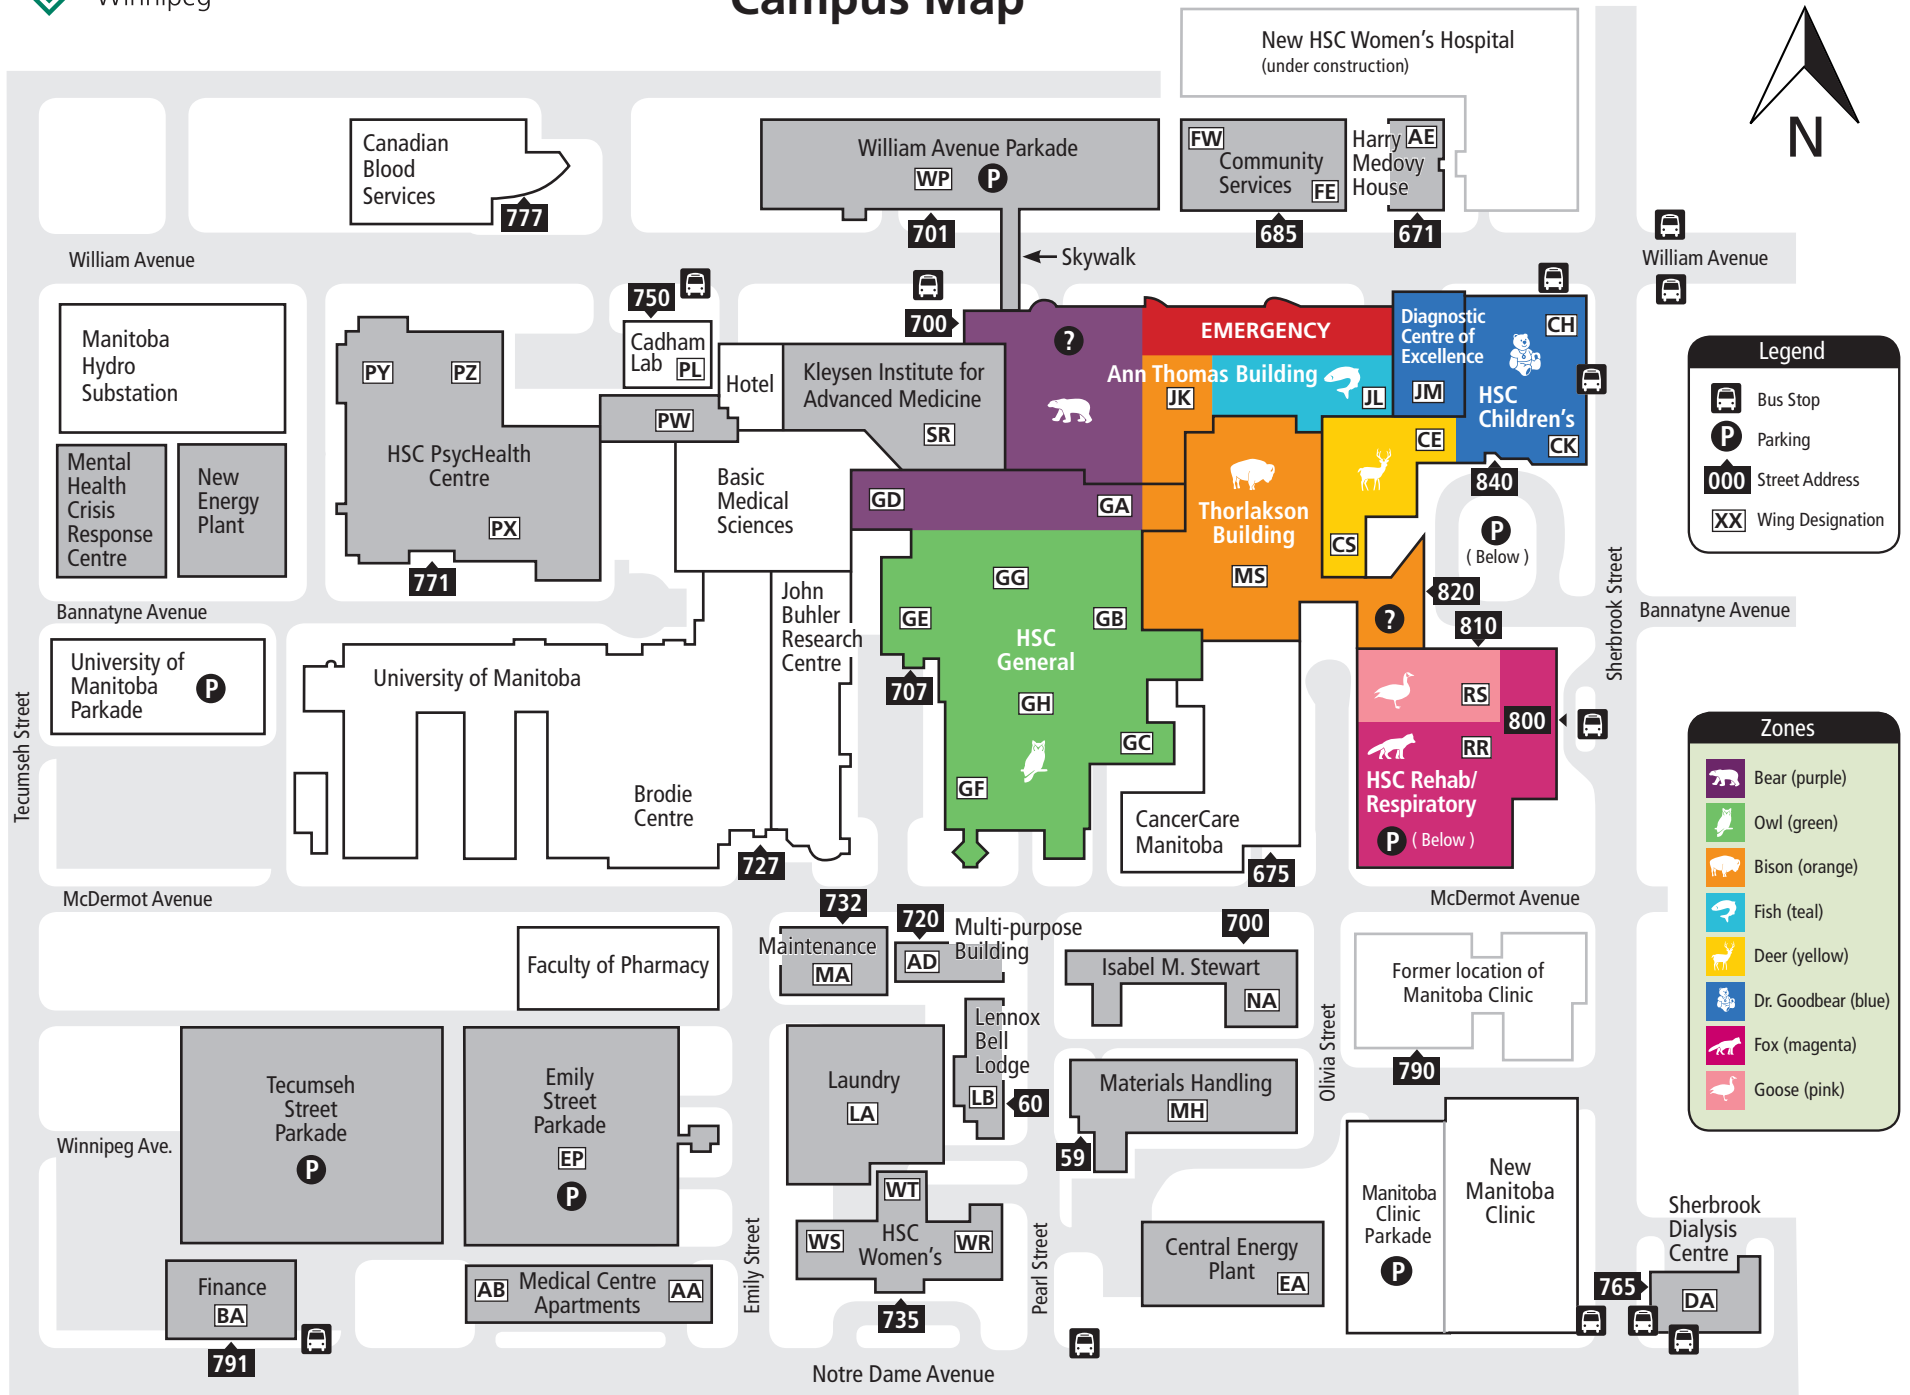 Winnipeg
Campus Map
New HSC Women's Hospital
(under construction)
N
Canadian
Blood
Services
777
William Avenue Parkade
WP
P
701
FW
Community
Services
FE
685
Harry
Medovy
House
AE
671
Skywalk
William Avenue
William Avenue
Manitoba
Hydro
Substation
750
Cadham
Lab
PL
700
?
EMERGENCY
Diagnostic
Centre of
Excellence
JM
CH
HSC
Children's
CK
840
PY
PZ
PW
Hotel
Kleysen Institute for
Advanced Medicine
SR
Ann Thomas Building
JK
JL
CE
HSC PsycHealth
Centre
PX
771
Mental
Health
Crisis
Response
Centre
New
Energy
Plant
Basic
Medical
Sciences
GD
GA
Thorlakson
Building
MS
CS
P
( Below )
Legend
Bus Stop
P
Parking
000
Street Address
XX
Wing Designation
Sherbrook Street
Bannatyne Avenue
Bannatyne Avenue
University of
Manitoba
Parkade
P
University of Manitoba
John
Buhler
Research
Centre
GG
GE
GB
HSC
General
707
GH
GC
GF
820
?
810
RS
800
RR
HSC Rehab/
Respiratory
P
( Below )
Brodie
Centre
727
CancerCare
Manitoba
675
Tecumseh Street
Zones
Bear (purple)
Owl (green)
Bison (orange)
Fish (teal)
Deer (yellow)
Dr. Goodbear (blue)
Fox (magenta)
Goose (pink)
McDermot Avenue
McDermot Avenue
Faculty of Pharmacy
732
Maintenance
MA
720
AD
Multi-purpose
Building
700
Isabel M. Stewart
NA
Former location of
Manitoba Clinic
790
Olivia Street
Tecumseh
Street
Parkade
P
Emily
Street
Parkade
EP
P
Laundry
LA
Lennox
Bell
Lodge
LB
60
Materials Handling
MH
59
Winnipeg Ave.
WT
WS
HSC
Women's
WR
735
Emily Street
Pearl Street
Central Energy
Plant
EA
Manitoba
Clinic
Parkade
P
New
Manitoba
Clinic
Sherbrook
Dialysis
Centre
765
DA
Finance
BA
791
AB
Medical Centre
Apartments
AA
Notre Dame Avenue